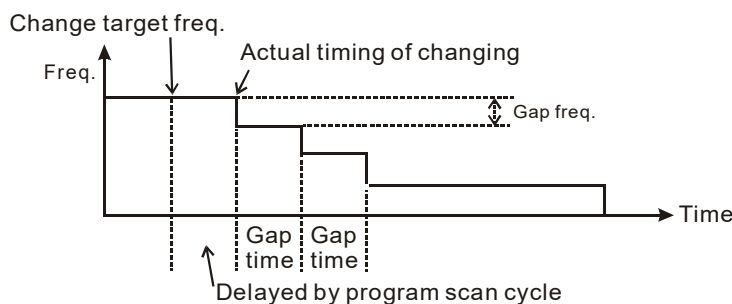 Change target freq.
Actual timing of changing
Freq.
Gap freq.
Time
Gap
time
Gap
time
Delayed by program scan cycle